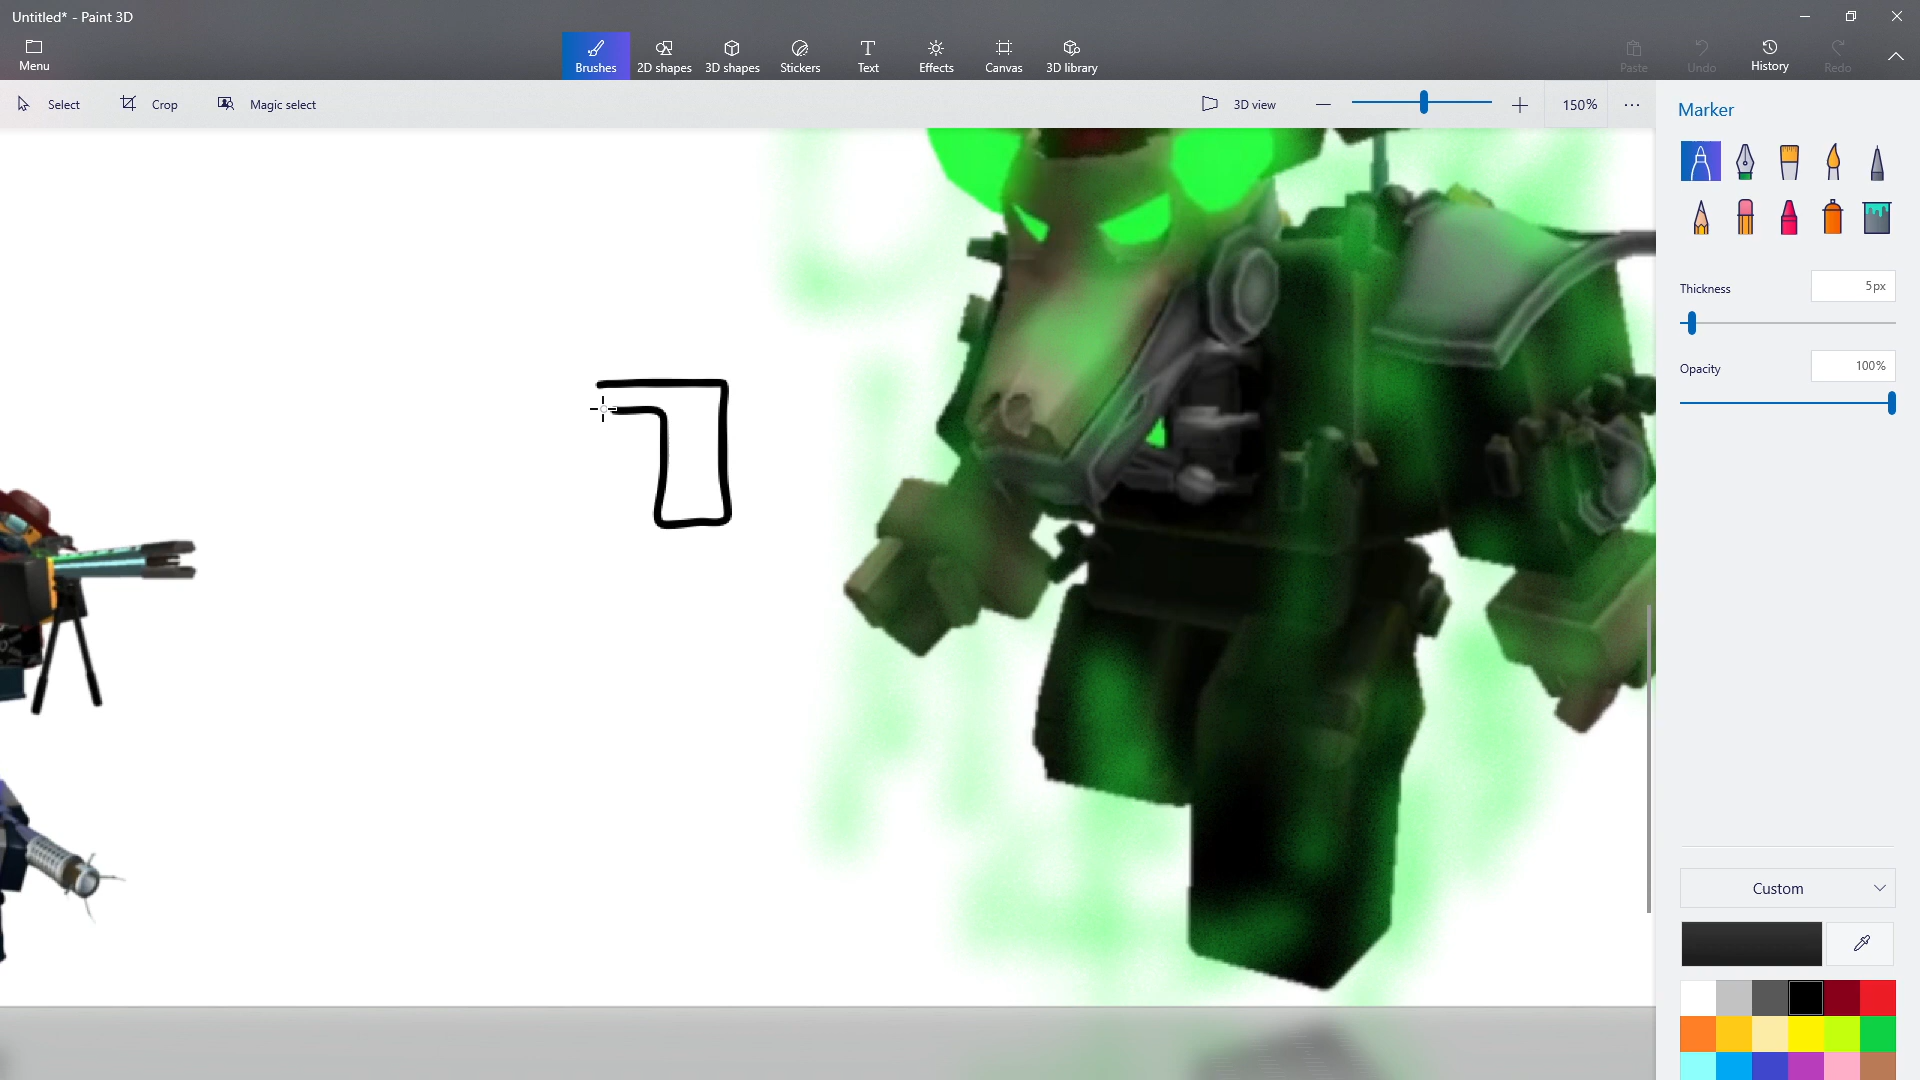 Untitled* - Paint 3D
Menu
Brushes
2D shapes
3D shapes
Stickers
Text
Effects
Canvas
3D library
Paste
Undo
History
Redo
Select
Crop
Magic select
3D view
150%
Marker
Thickness
5px
Opacity
100%
Custom